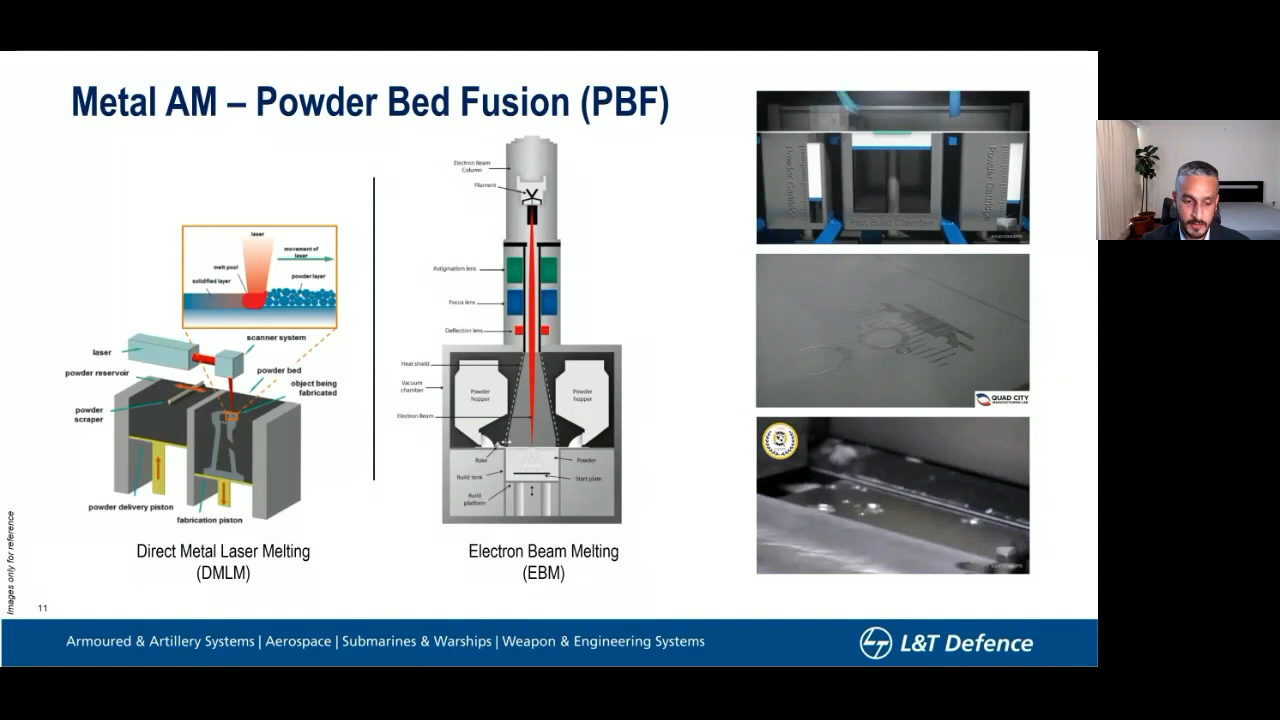 Metal AM – Powder Bed Fusion (PBF)
laser
movement of
laser
melt pool
powder layer
solidified layer
scanner system
laser
powder bed
powder reservoir
object being
fabricated
powder
scraper
powder delivery piston
fabrication piston
Direct Metal Laser Melting
(DMLM)
Electron Beam
Column
Filament
Astigmatism lens
Focus lens
Deflection lens
Heat shield
Vacuum
chamber
Powder
hopper
Powder
hopper
Electron Beam
Rake
Powder
Build tank
Start plate
Build
platform
Electron Beam Melting
(EBM)
Powder Cartridge
Powder Cartridge
Build Chamber
QUAD CITY
MANUFACTURING LAB
Images only for reference
11
Armoured & Artillery Systems | Aerospace | Submarines & Warships | Weapon & Engineering Systems
L&T Defence